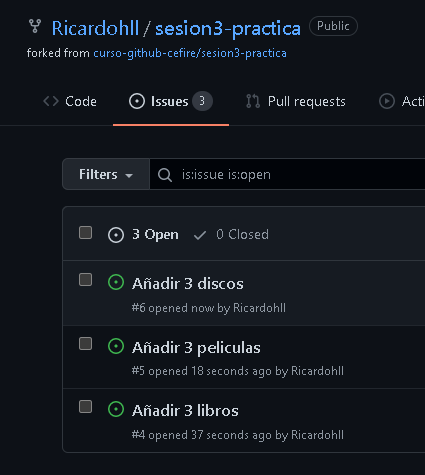 Ricardohll / sesion3-practica Public
forked from curso-github-cefire/sesion3-practica
Code Issues 3 Pull requests Acti
Filters is:issue is:open
3 Open 0 Closed
Añadir 3 discos
#6 opened now by Ricardohll
Añadir 3 peliculas
#5 opened 18 seconds ago by Ricardohll
Añadir 3 libros
#4 opened 37 seconds ago by Ricardohll